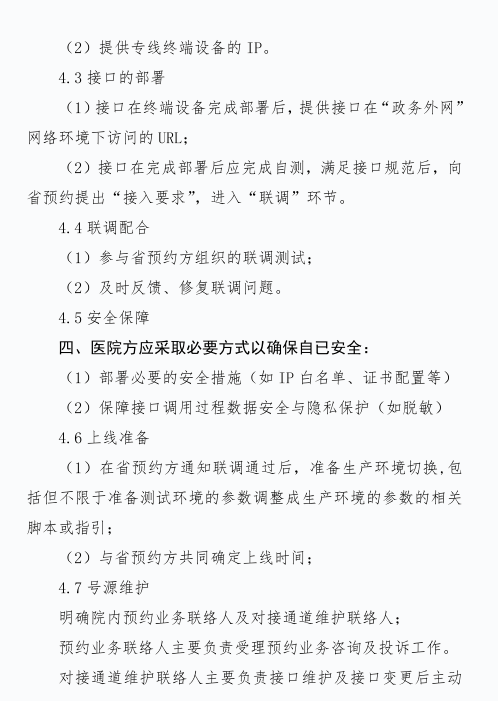 （2）提供专线终端设备的 IP。
4.3 接口的部署
（1）接口在终端设备完成部署后，提供接口在“政务外网”
网络环境下访问的 URL；
（2）接口在完成部署后应完成自测，满足接口规范后，向
省预约提出“接入要求”，进入“联调”环节。
4.4 联调配合
（1）参与省预约方组织的联调测试；
（2）及时反馈、修复联调问题。
4.5 安全保障
四、医院方应采取必要方式以确保自已安全：
（1）部署必要的安全措施（如 IP 白名单、证书配置等）
（2）保障接口调用过程数据安全与隐私保护（如脱敏）
4.6 上线准备
（1）在省预约方通知联调通过后，准备生产环境切换,包
括但不限于准备测试环境的参数调整成生产环境的参数的相关
脚本或指引；
（2）与省预约方共同确定上线时间；
4.7 号源维护
明确院内预约业务联络人及对接通道维护联络人；
预约业务联络人主要负责受理预约业务咨询及投诉工作。
对接通道维护联络人主要负责接口维护及接口变更后主动